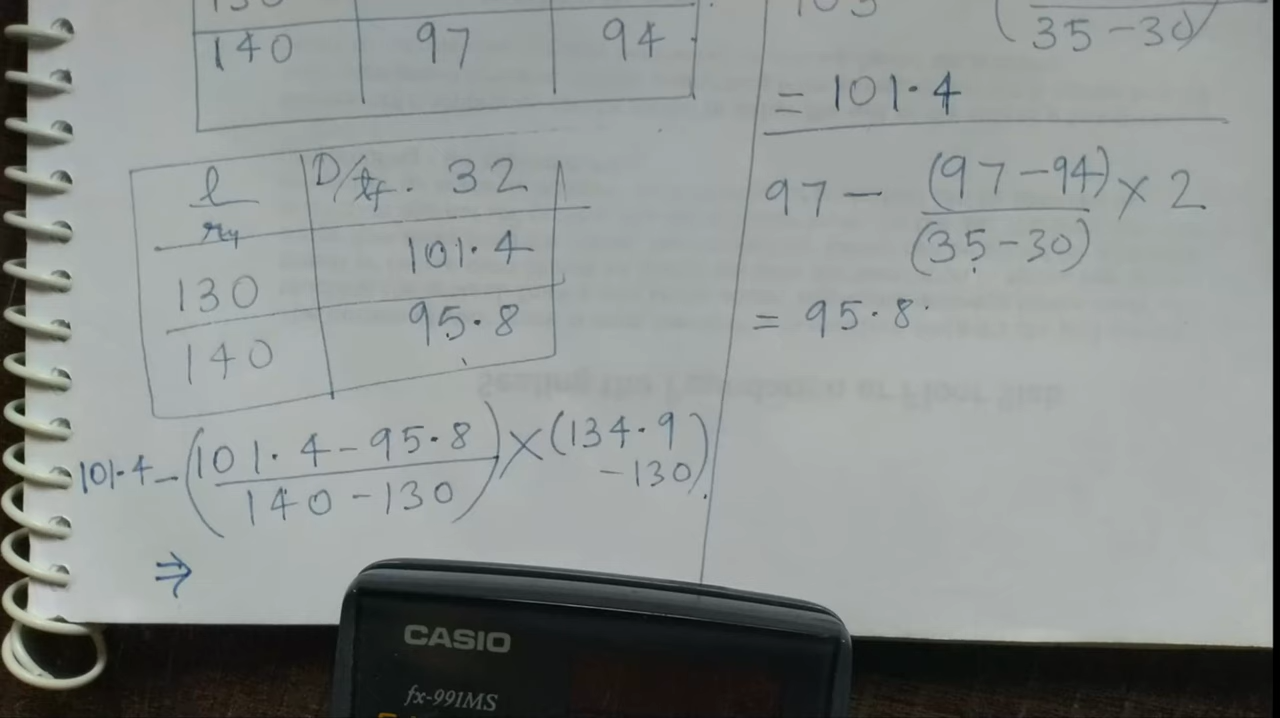 140 97 94
l/ry D/tf. 32
130 101.4
140 95.8
101.4 - (101.4 - 95.8 / 140 - 130) × (134.9 - 130)
⇒
35-30)
= 101.4
97 - (97-94) / (35-30) × 2
= 95.8
CASIO
fx-991MS